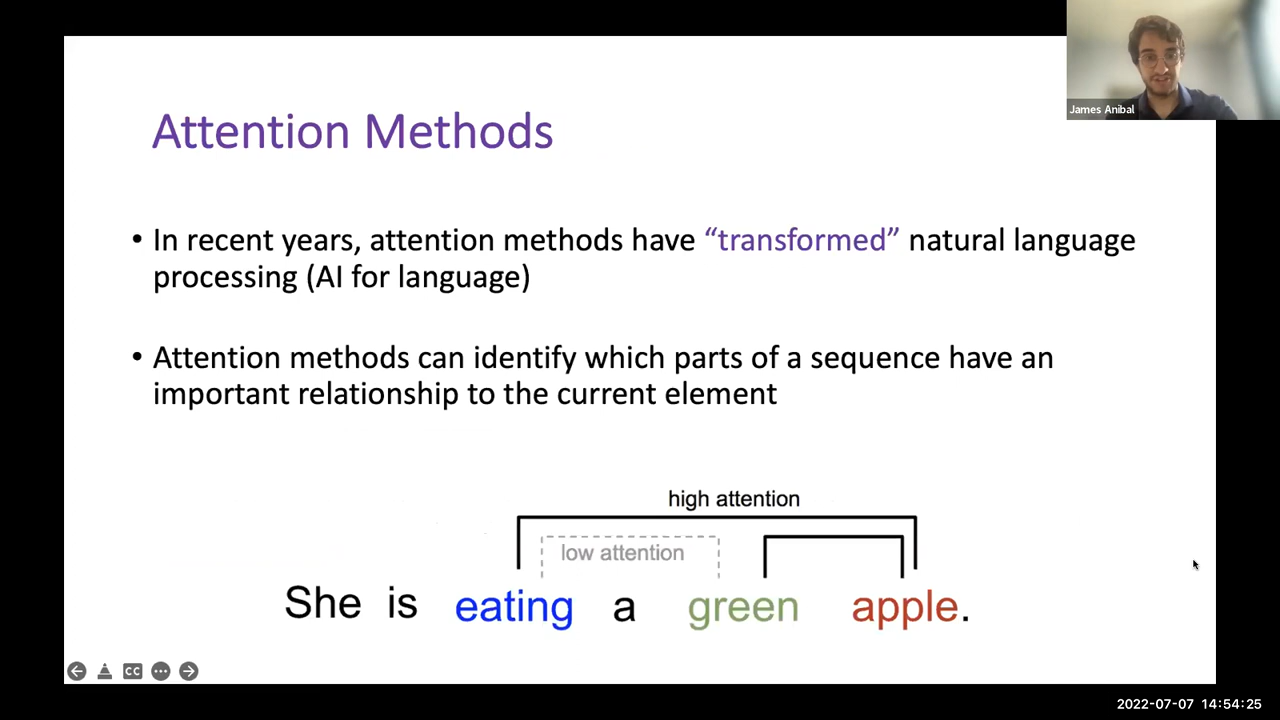 James Anibal
Attention Methods
• In recent years, attention methods have “transformed” natural language
processing (AI for language)
• Attention methods can identify which parts of a sequence have an
important relationship to the current element
high attention
low attention
She is eating a green apple.
CC
2022-07-07 14:54:25